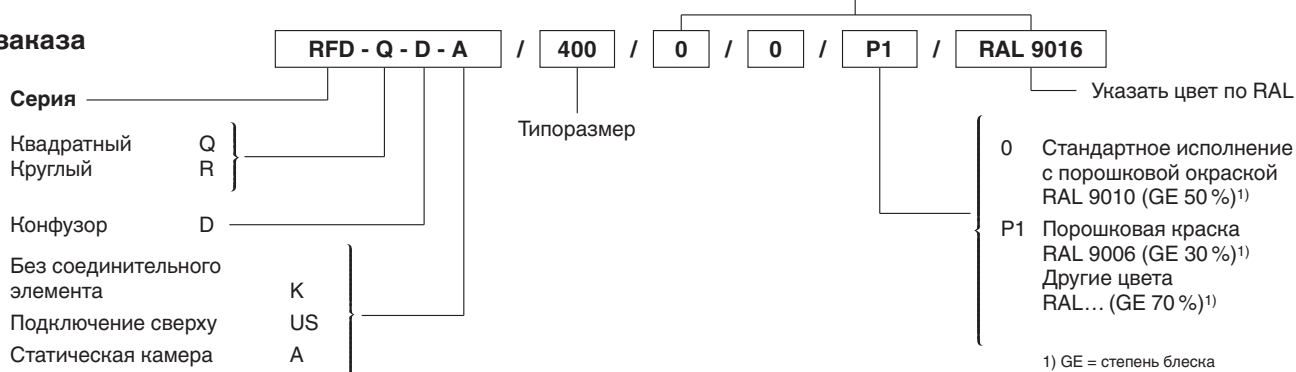 заказа
RFD - Q - D - A / 400 / 0 / 0 / P1 / RAL 9016
Серия
Указать цвет по RAL
Типоразмер
Квадратный Q
Круглый R
Конфузор D
Без соединительного
элемента K
Подключение сверху US
Статическая камера A
0 Стандартное исполнение
с порошковой окраской
RAL 9010 (GE 50 %)1)
P1 Порошковая краска
RAL 9006 (GE 30 %)1)
Другие цвета
RAL… (GE 70 %)1)
1) GE = степень блеска